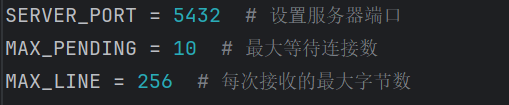 SERVER_PORT = 5432  # 设置服务器端口
MAX_PENDING = 10  # 最大等待连接数
MAX_LINE = 256  # 每次接收的最大字节数